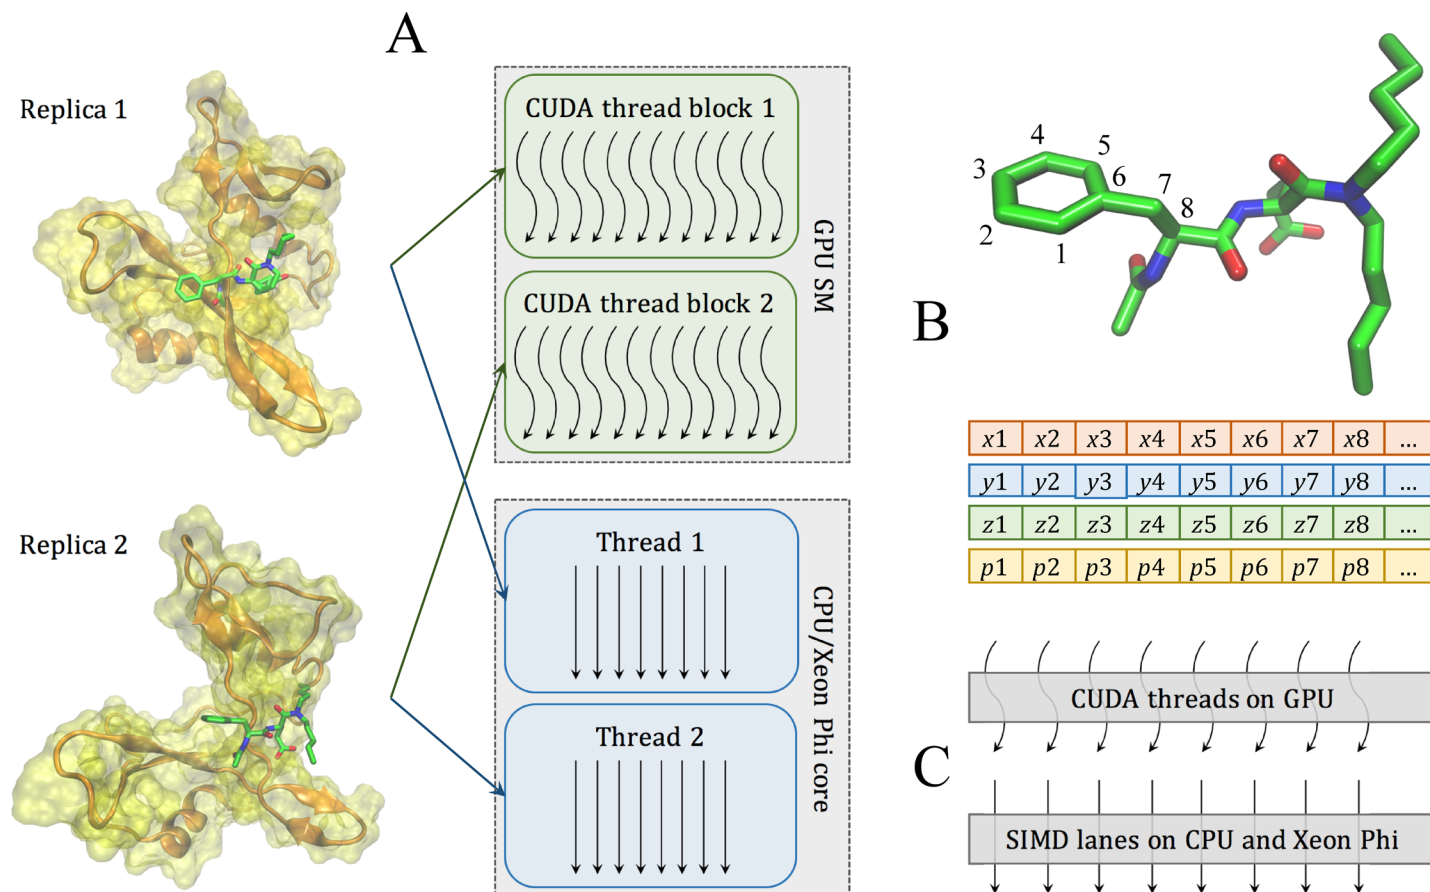 A
Replica 1
CUDA thread block 1
CUDA thread block 2
GPU SM
Replica 2
Thread 1
Thread 2
CPU/Xeon Phi core
4
5
3
6
7
8
2
1
B
x1 x2 x3 x4 x5 x6 x7 x8 ...
y1 y2 y3 y4 y5 y6 y7 y8 ...
z1 z2 z3 z4 z5 z6 z7 z8 ...
p1 p2 p3 p4 p5 p6 p7 p8 ...
CUDA threads on GPU
C
SIMD lanes on CPU and Xeon Phi